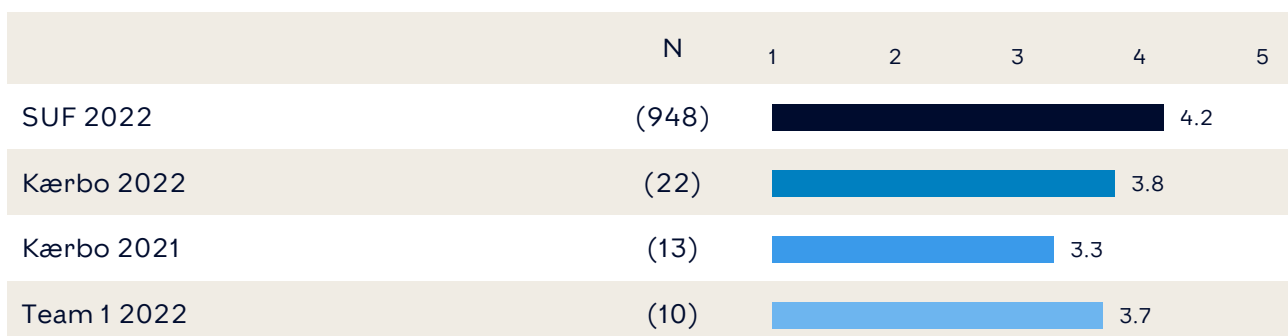 N 1 2 3 4 5
SUF 2022 (948) 4.2
Kærbo 2022 (22) 3.8
Kærbo 2021 (13) 3.3
Team 1 2022 (10) 3.7